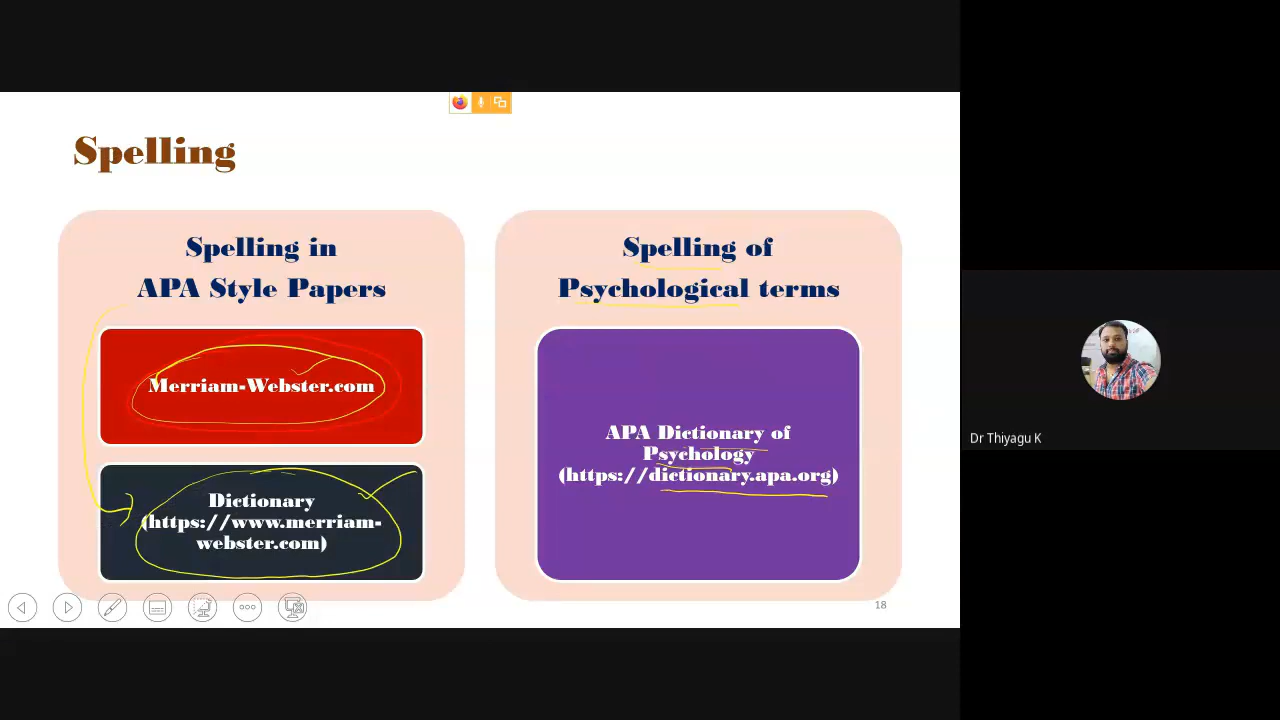 Spelling
Spelling in
APA Style Papers
Merriam-Webster.com
Dictionary
(https://www.merriam-
webster.com)
Spelling of
Psychological terms
APA Dictionary of
Psychology
(https://dictionary.apa.org)
18
Dr Thiyagu K